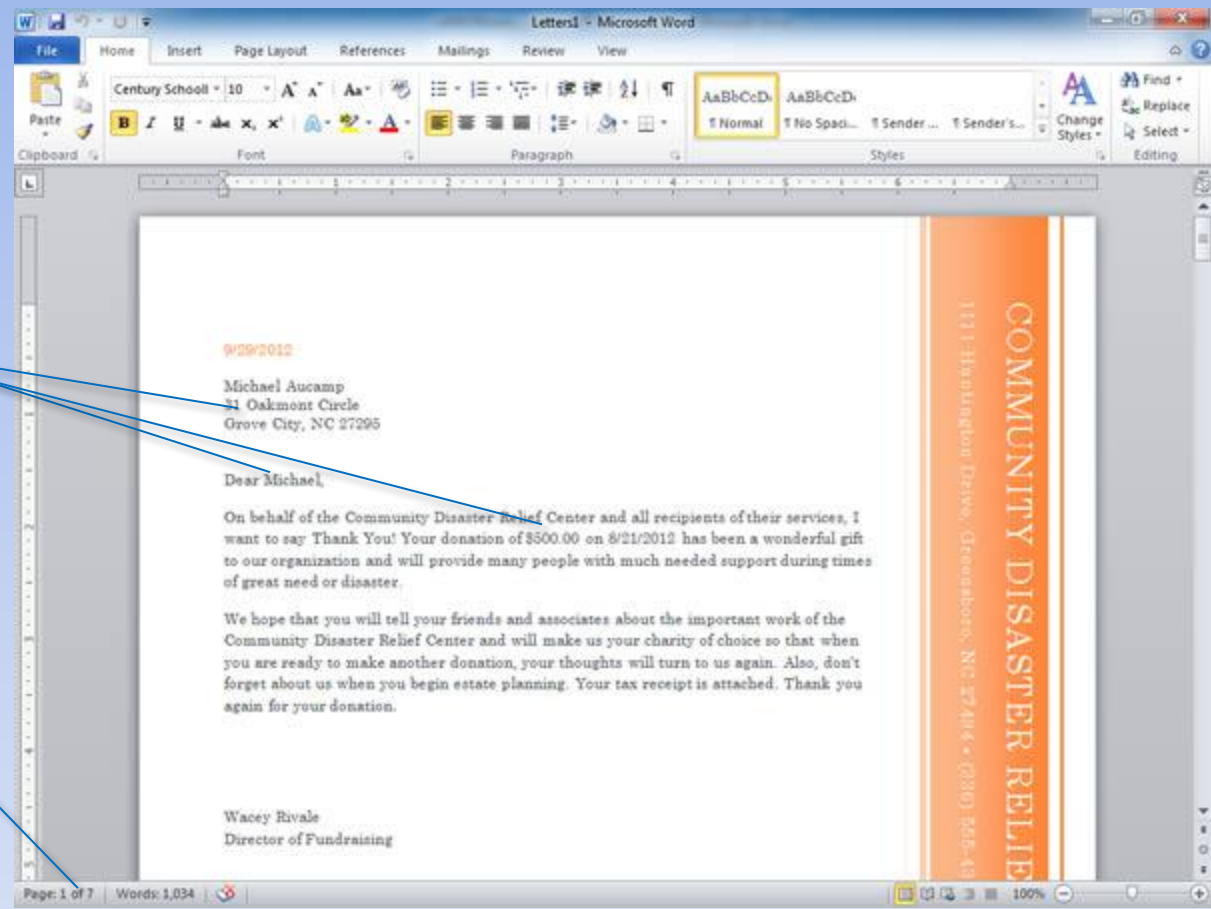 Letters1 - Microsoft Word
File Home Insert Page Layout References Mailings Review View
Century Schooll 10
Find
Replace
Select
Paste
AaBbCcD AaBbCcD
¶ Normal ¶ No Spaci... ¶ Sender ... ¶ Sender's...
Change Styles
Clipboard Font Paragraph Styles Editing
9/29/2012
Michael Aucamp
31 Oakmont Circle
Grove City, NC 27295
Dear Michael,
On behalf of the Community Disaster Relief Center and all recipients of their services, I
want to say Thank You! Your donation of $500.00 on 8/21/2012 has been a wonderful gift
to our organization and will provide many people with much needed support during times
of great need or disaster.
We hope that you will tell your friends and associates about the important work of the
Community Disaster Relief Center and will make us your charity of choice so that when
you are ready to make another donation, your thoughts will turn to us again. Also, don't
forget about us when you begin estate planning. Your tax receipt is attached. Thank you
again for your donation.
Wacey Rivale
Director of Fundraising
COMMUNITY DISASTER RELIE
1111 Huntington Drive, Greensboro, NC
Page: 1 of 7 Words: 1,034 100%